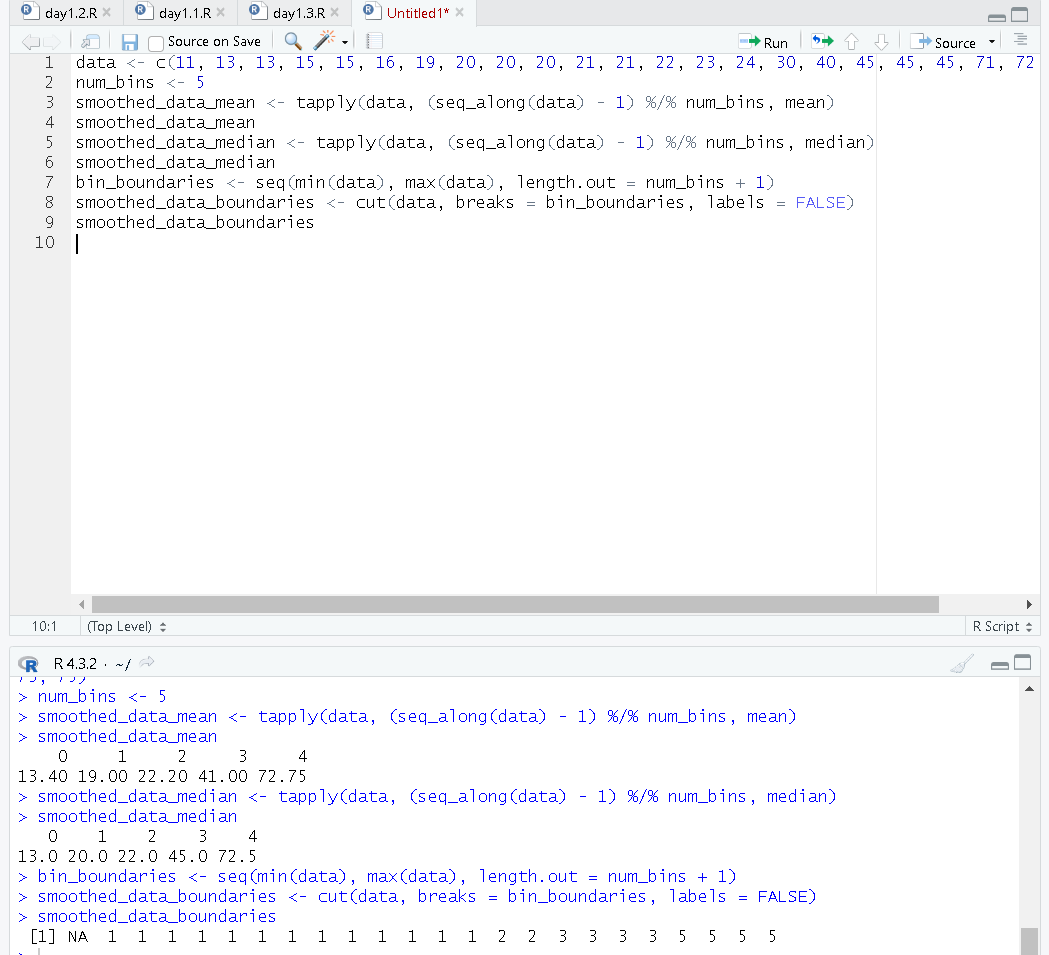 day1.2.R × day1.1.R × day1.3.R × Untitled1* ×
Source on Save Run Source
1 data <- c(11, 13, 13, 15, 15, 16, 19, 20, 20, 20, 21, 21, 22, 23, 24, 30, 40, 45, 45, 45, 71, 72
2 num_bins <- 5
3 smoothed_data_mean <- tapply(data, (seq_along(data) - 1) %/% num_bins, mean)
4 smoothed_data_mean
5 smoothed_data_median <- tapply(data, (seq_along(data) - 1) %/% num_bins, median)
6 smoothed_data_median
7 bin_boundaries <- seq(min(data), max(data), length.out = num_bins + 1)
8 smoothed_data_boundaries <- cut(data, breaks = bin_boundaries, labels = FALSE)
9 smoothed_data_boundaries
10
10:1 (Top Level) R Script
R R 4.3.2 · ~/
> num_bins <- 5
> smoothed_data_mean <- tapply(data, (seq_along(data) - 1) %/% num_bins, mean)
> smoothed_data_mean
0 1 2 3 4
13.40 19.00 22.20 41.00 72.75
> smoothed_data_median <- tapply(data, (seq_along(data) - 1) %/% num_bins, median)
> smoothed_data_median
0 1 2 3 4
13.0 20.0 22.0 45.0 72.5
> bin_boundaries <- seq(min(data), max(data), length.out = num_bins + 1)
> smoothed_data_boundaries <- cut(data, breaks = bin_boundaries, labels = FALSE)
> smoothed_data_boundaries
[1] NA 1 1 1 1 1 1 1 1 1 1 1 1 1 2 2 3 3 3 3 5 5 5 5
>